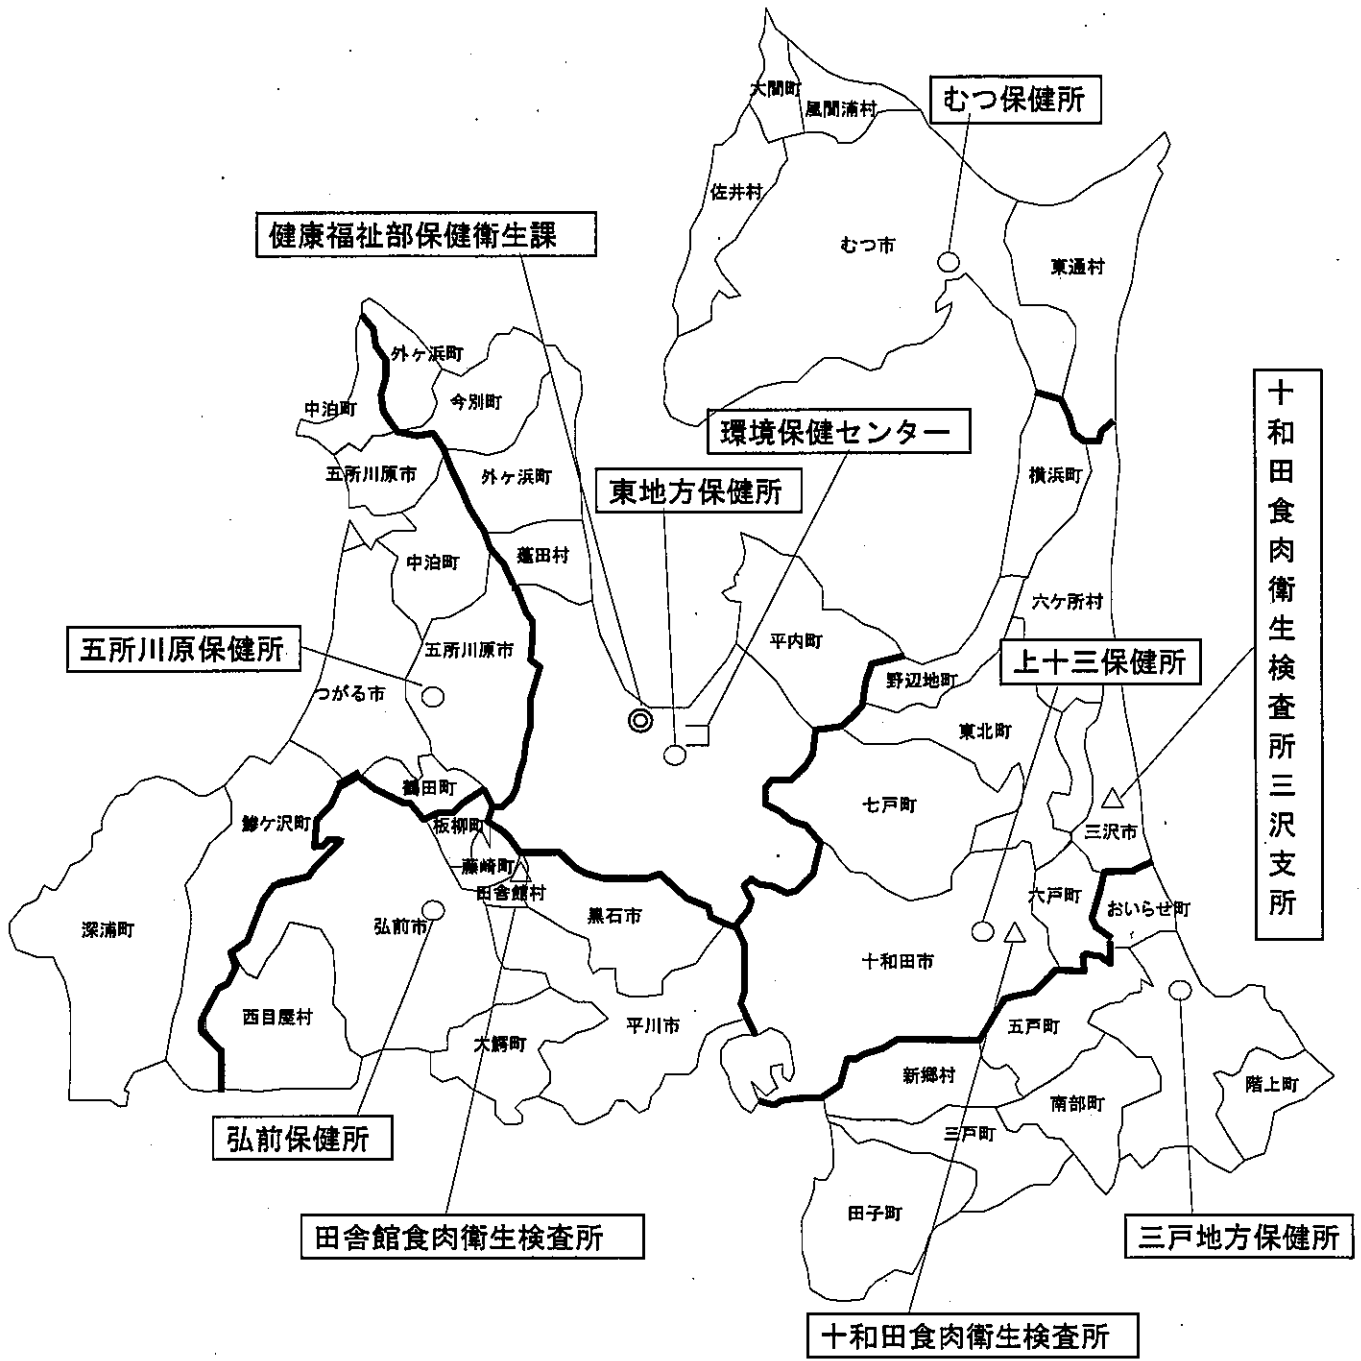 大間町
風間浦村
むつ保健所
佐井村
健康福祉部保健衛生課
むつ市
東通村
外ヶ浜町
今別町
中泊町
環境保健センター
十和田食肉衛生検査所三沢支所
五所川原市
外ヶ浜町
東地方保健所
横浜町
中泊町
蓬田村
六ケ所村
五所川原保健所
五所川原市
平内町
上十三保健所
つがる市
野辺地町
東北町
鶴田町
七戸町
鰺ケ沢町
板柳町
三沢市
藤崎町
田舎館村
六戸町
おいらせ町
深浦町
弘前市
黒石市
十和田市
西目屋村
平川市
五戸町
大鰐町
新郷村
階上町
南部町
弘前保健所
三戸町
田子町
田舎館食肉衛生検査所
三戸地方保健所
十和田食肉衛生検査所